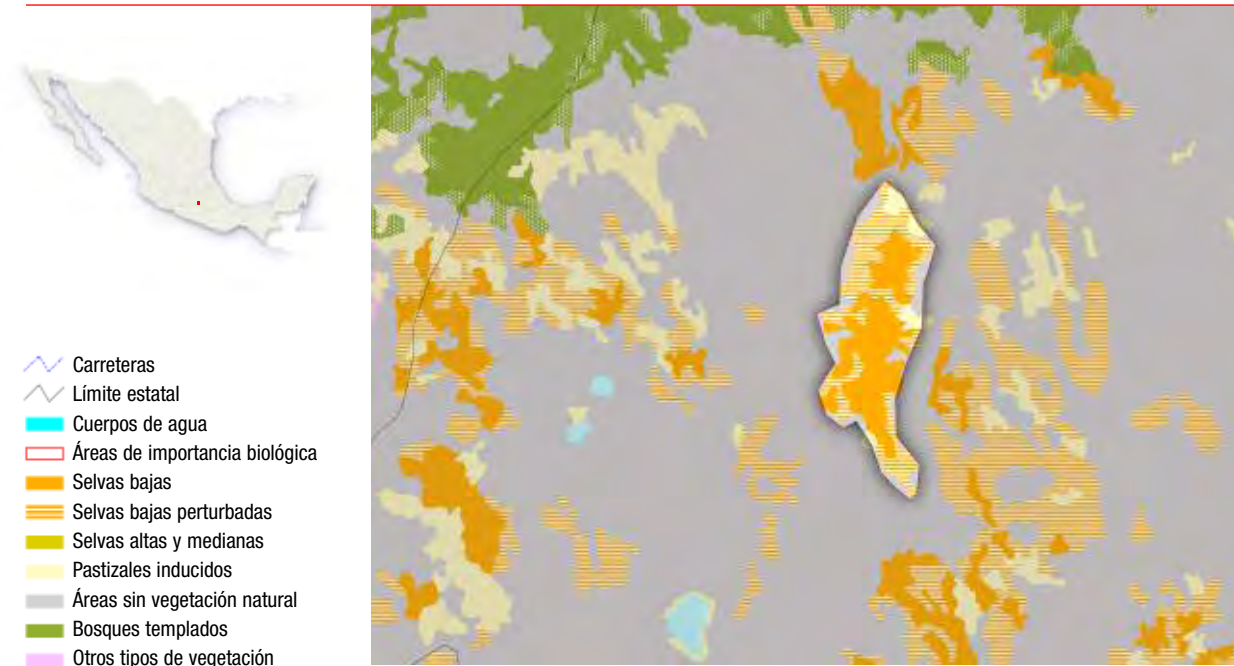 Carreteras
Límite estatal
Cuerpos de agua
Áreas de importancia biológica
Selvas bajas
Selvas bajas perturbadas
Selvas altas y medianas
Pastizales inducidos
Áreas sin vegetación natural
Bosques templados
Otros tipos de vegetación